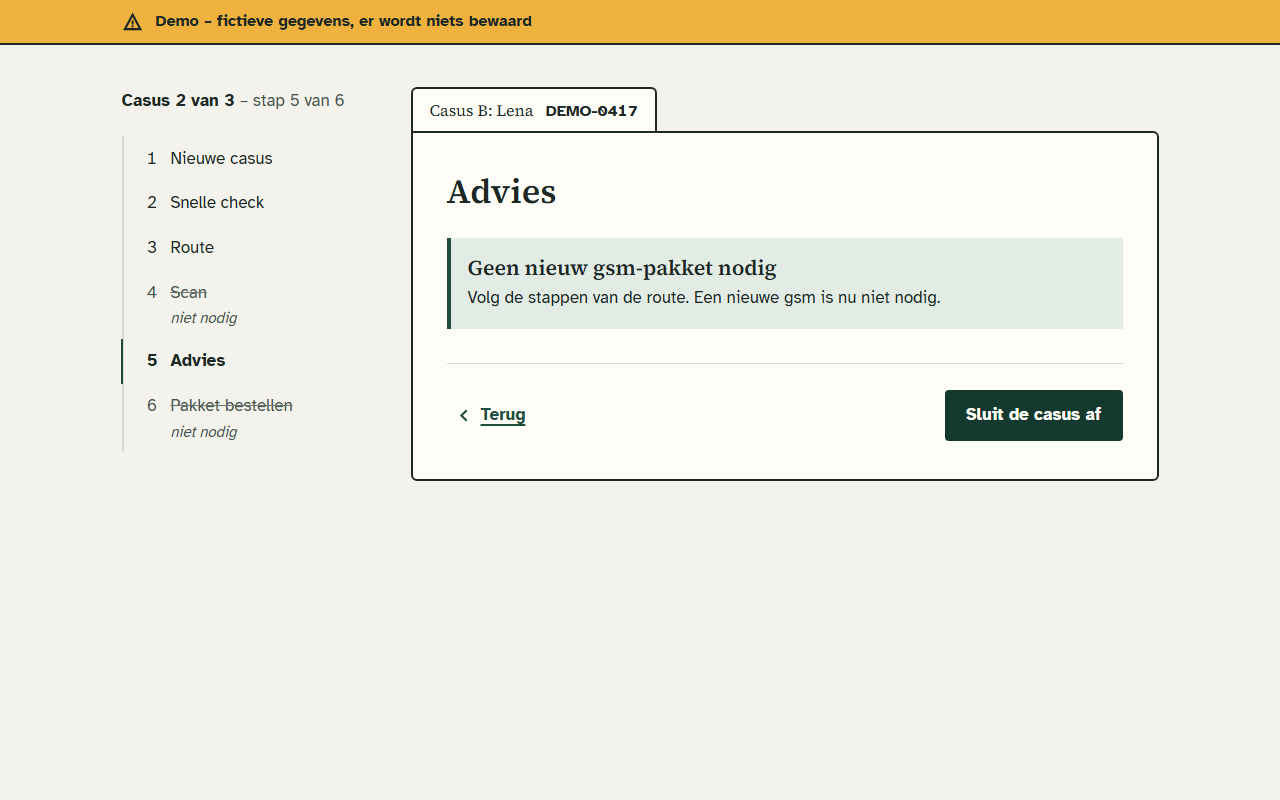 Demo – fictieve gegevens, er wordt niets bewaard
Casus 2 van 3 – stap 5 van 6
1 Nieuwe casus
2 Snelle check
3 Route
4 Scan
niet nodig
5 Advies
6 Pakket bestellen
niet nodig
Casus B: Lena DEMO-0417
Advies
Geen nieuw gsm-pakket nodig
Volg de stappen van de route. Een nieuwe gsm is nu niet nodig.
Terug
Sluit de casus af